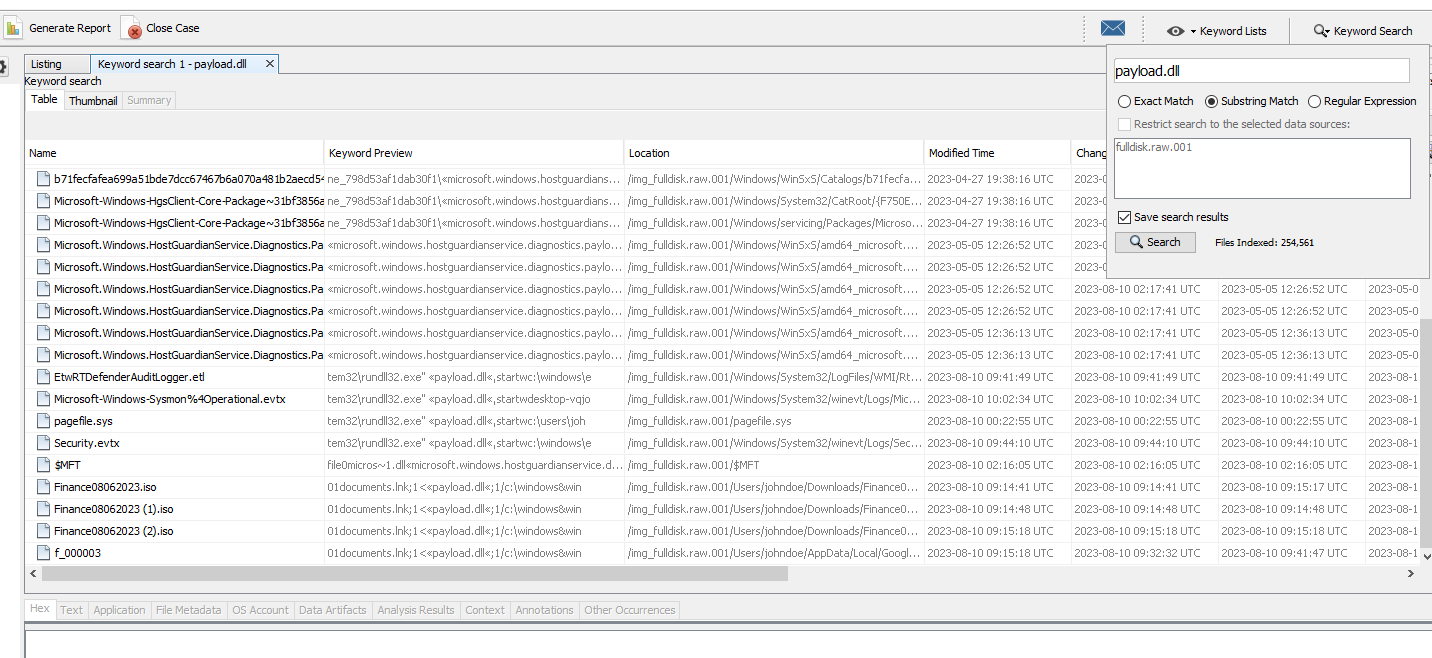 Generate Report Close Case Keyword Lists Keyword Search
Listing Keyword search 1 - payload.dll
Keyword search
Table Thumbnail Summary
payload.dll
Exact Match Substring Match Regular Expression
Restrict search to the selected data sources:
fulldisk.raw.001
Save search results
Search Files Indexed: 254,561
Name Keyword Preview Location Modified Time Chang
b71fecfafea699a51bde7dcc67467b6a070a481b2aecd54 ne_798d53af1dab30f1\«microsoft.windows.hostguardians... /img_fulldisk.raw.001/Windows/WinSxS/Catalogs/b71fecfa... 2023-04-27 19:38:16 UTC 2023-0
Microsoft-Windows-HgsClient-Core-Package~31bf3856a ne_798d53af1dab30f1\«microsoft.windows.hostguardians... /img_fulldisk.raw.001/Windows/System32/CatRoot/{F750E... 2023-04-27 19:38:16 UTC 2023-0
Microsoft-Windows-HgsClient-Core-Package~31bf3856a ne_798d53af1dab30f1\«microsoft.windows.hostguardians... /img_fulldisk.raw.001/Windows/servicing/Packages/Microso... 2023-04-27 19:38:16 UTC 2023-0
Microsoft.Windows.HostGuardianService.Diagnostics.Pa «microsoft.windows.hostguardianservice.diagnostics.paylo... /img_fulldisk.raw.001/Windows/WinSxS/amd64_microsoft.... 2023-05-05 12:26:52 UTC 2023-0
Microsoft.Windows.HostGuardianService.Diagnostics.Pa «microsoft.windows.hostguardianservice.diagnostics.paylo... /img_fulldisk.raw.001/Windows/WinSxS/amd64_microsoft.... 2023-05-05 12:26:52 UTC 2023-0
Microsoft.Windows.HostGuardianService.Diagnostics.Pa «microsoft.windows.hostguardianservice.diagnostics.paylo... /img_fulldisk.raw.001/Windows/WinSxS/amd64_microsoft.... 2023-05-05 12:26:52 UTC 2023-08-10 02:17:41 UTC 2023-05-05 12:26:52 UTC 2023-05-0
Microsoft.Windows.HostGuardianService.Diagnostics.Pa «microsoft.windows.hostguardianservice.diagnostics.paylo... /img_fulldisk.raw.001/Windows/WinSxS/amd64_microsoft.... 2023-05-05 12:26:52 UTC 2023-08-10 02:17:41 UTC 2023-05-05 12:26:52 UTC 2023-05-0
Microsoft.Windows.HostGuardianService.Diagnostics.Pa «microsoft.windows.hostguardianservice.diagnostics.paylo... /img_fulldisk.raw.001/Windows/WinSxS/amd64_microsoft.... 2023-05-05 12:36:13 UTC 2023-08-10 02:17:41 UTC 2023-05-05 12:36:13 UTC 2023-05-0
Microsoft.Windows.HostGuardianService.Diagnostics.Pa «microsoft.windows.hostguardianservice.diagnostics.paylo... /img_fulldisk.raw.001/Windows/WinSxS/amd64_microsoft.... 2023-05-05 12:36:13 UTC 2023-08-10 02:17:41 UTC 2023-05-05 12:36:13 UTC 2023-05-0
EtwRTDefenderAuditLogger.etl tem32\rundll32.exe" «payload.dll«,startwc:\windows\e /img_fulldisk.raw.001/Windows/System32/LogFiles/WMI/Rt... 2023-08-10 09:41:49 UTC 2023-08-10 09:41:49 UTC 2023-08-10 09:41:49 UTC 2023-08-1
Microsoft-Windows-Sysmon%4Operational.evtx tem32\rundll32.exe" «payload.dll«,startwdesktop-vqjo /img_fulldisk.raw.001/Windows/System32/winevt/Logs/Mic... 2023-08-10 10:02:34 UTC 2023-08-10 10:02:34 UTC 2023-08-10 10:02:34 UTC 2023-08-1
pagefile.sys tem32\rundll32.exe" «payload.dll«,startwc:\users\joh /img_fulldisk.raw.001/pagefile.sys 2023-08-10 00:22:55 UTC 2023-08-10 00:22:55 UTC 2023-08-10 00:22:55 UTC 2023-08-1
Security.evtx tem32\rundll32.exe" «payload.dll«,startwc:\windows\e /img_fulldisk.raw.001/Windows/System32/winevt/Logs/Sec... 2023-08-10 09:44:10 UTC 2023-08-10 09:44:10 UTC 2023-08-10 09:44:10 UTC 2023-08-1
$MFT file0micros~1.dll«microsoft.windows.hostguardianservice.d... /img_fulldisk.raw.001/$MFT 2023-08-10 02:16:05 UTC 2023-08-10 02:16:05 UTC 2023-08-10 02:16:05 UTC 2023-08-1
Finance08062023.iso 01documents.lnk;1<«payload.dll«;1/c:\windows&win /img_fulldisk.raw.001/Users/johndoe/Downloads/Finance0... 2023-08-10 09:14:41 UTC 2023-08-10 09:14:41 UTC 2023-08-10 09:15:17 UTC 2023-08-1
Finance08062023 (1).iso 01documents.lnk;1<«payload.dll«;1/c:\windows&win /img_fulldisk.raw.001/Users/johndoe/Downloads/Finance0... 2023-08-10 09:14:48 UTC 2023-08-10 09:14:48 UTC 2023-08-10 09:14:48 UTC 2023-08-1
Finance08062023 (2).iso 01documents.lnk;1<«payload.dll«;1/c:\windows&win /img_fulldisk.raw.001/Users/johndoe/Downloads/Finance0... 2023-08-10 09:15:18 UTC 2023-08-10 09:15:18 UTC 2023-08-10 09:15:18 UTC 2023-08-1
f_000003 01documents.lnk;1<«payload.dll«;1/c:\windows&win /img_fulldisk.raw.001/Users/johndoe/AppData/Local/Googl... 2023-08-10 09:15:18 UTC 2023-08-10 09:32:32 UTC 2023-08-10 09:41:47 UTC 2023-08-1
Hex Text Application File Metadata OS Account Data Artifacts Analysis Results Context Annotations Other Occurrences